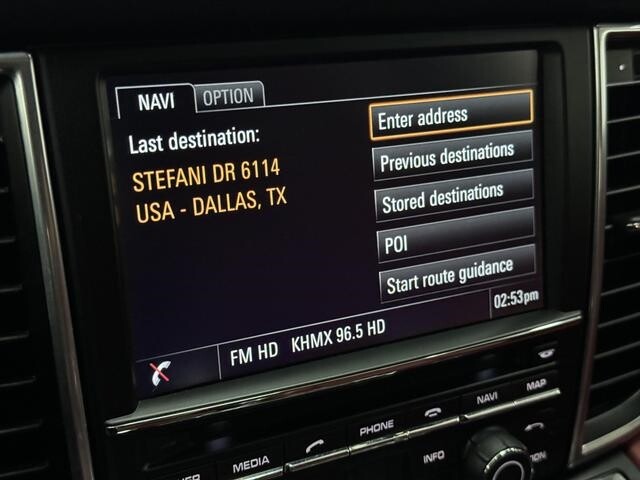 NAVI
OPTION
Last destination:
STEFANI DR 6114
USA - DALLAS, TX
Enter address
Previous destinations
Stored destinations
POI
Start route guidance
02:53pm
FM HD KHMX 96.5 HD
MEDIA
PHONE
NAVI
MAP
INFO